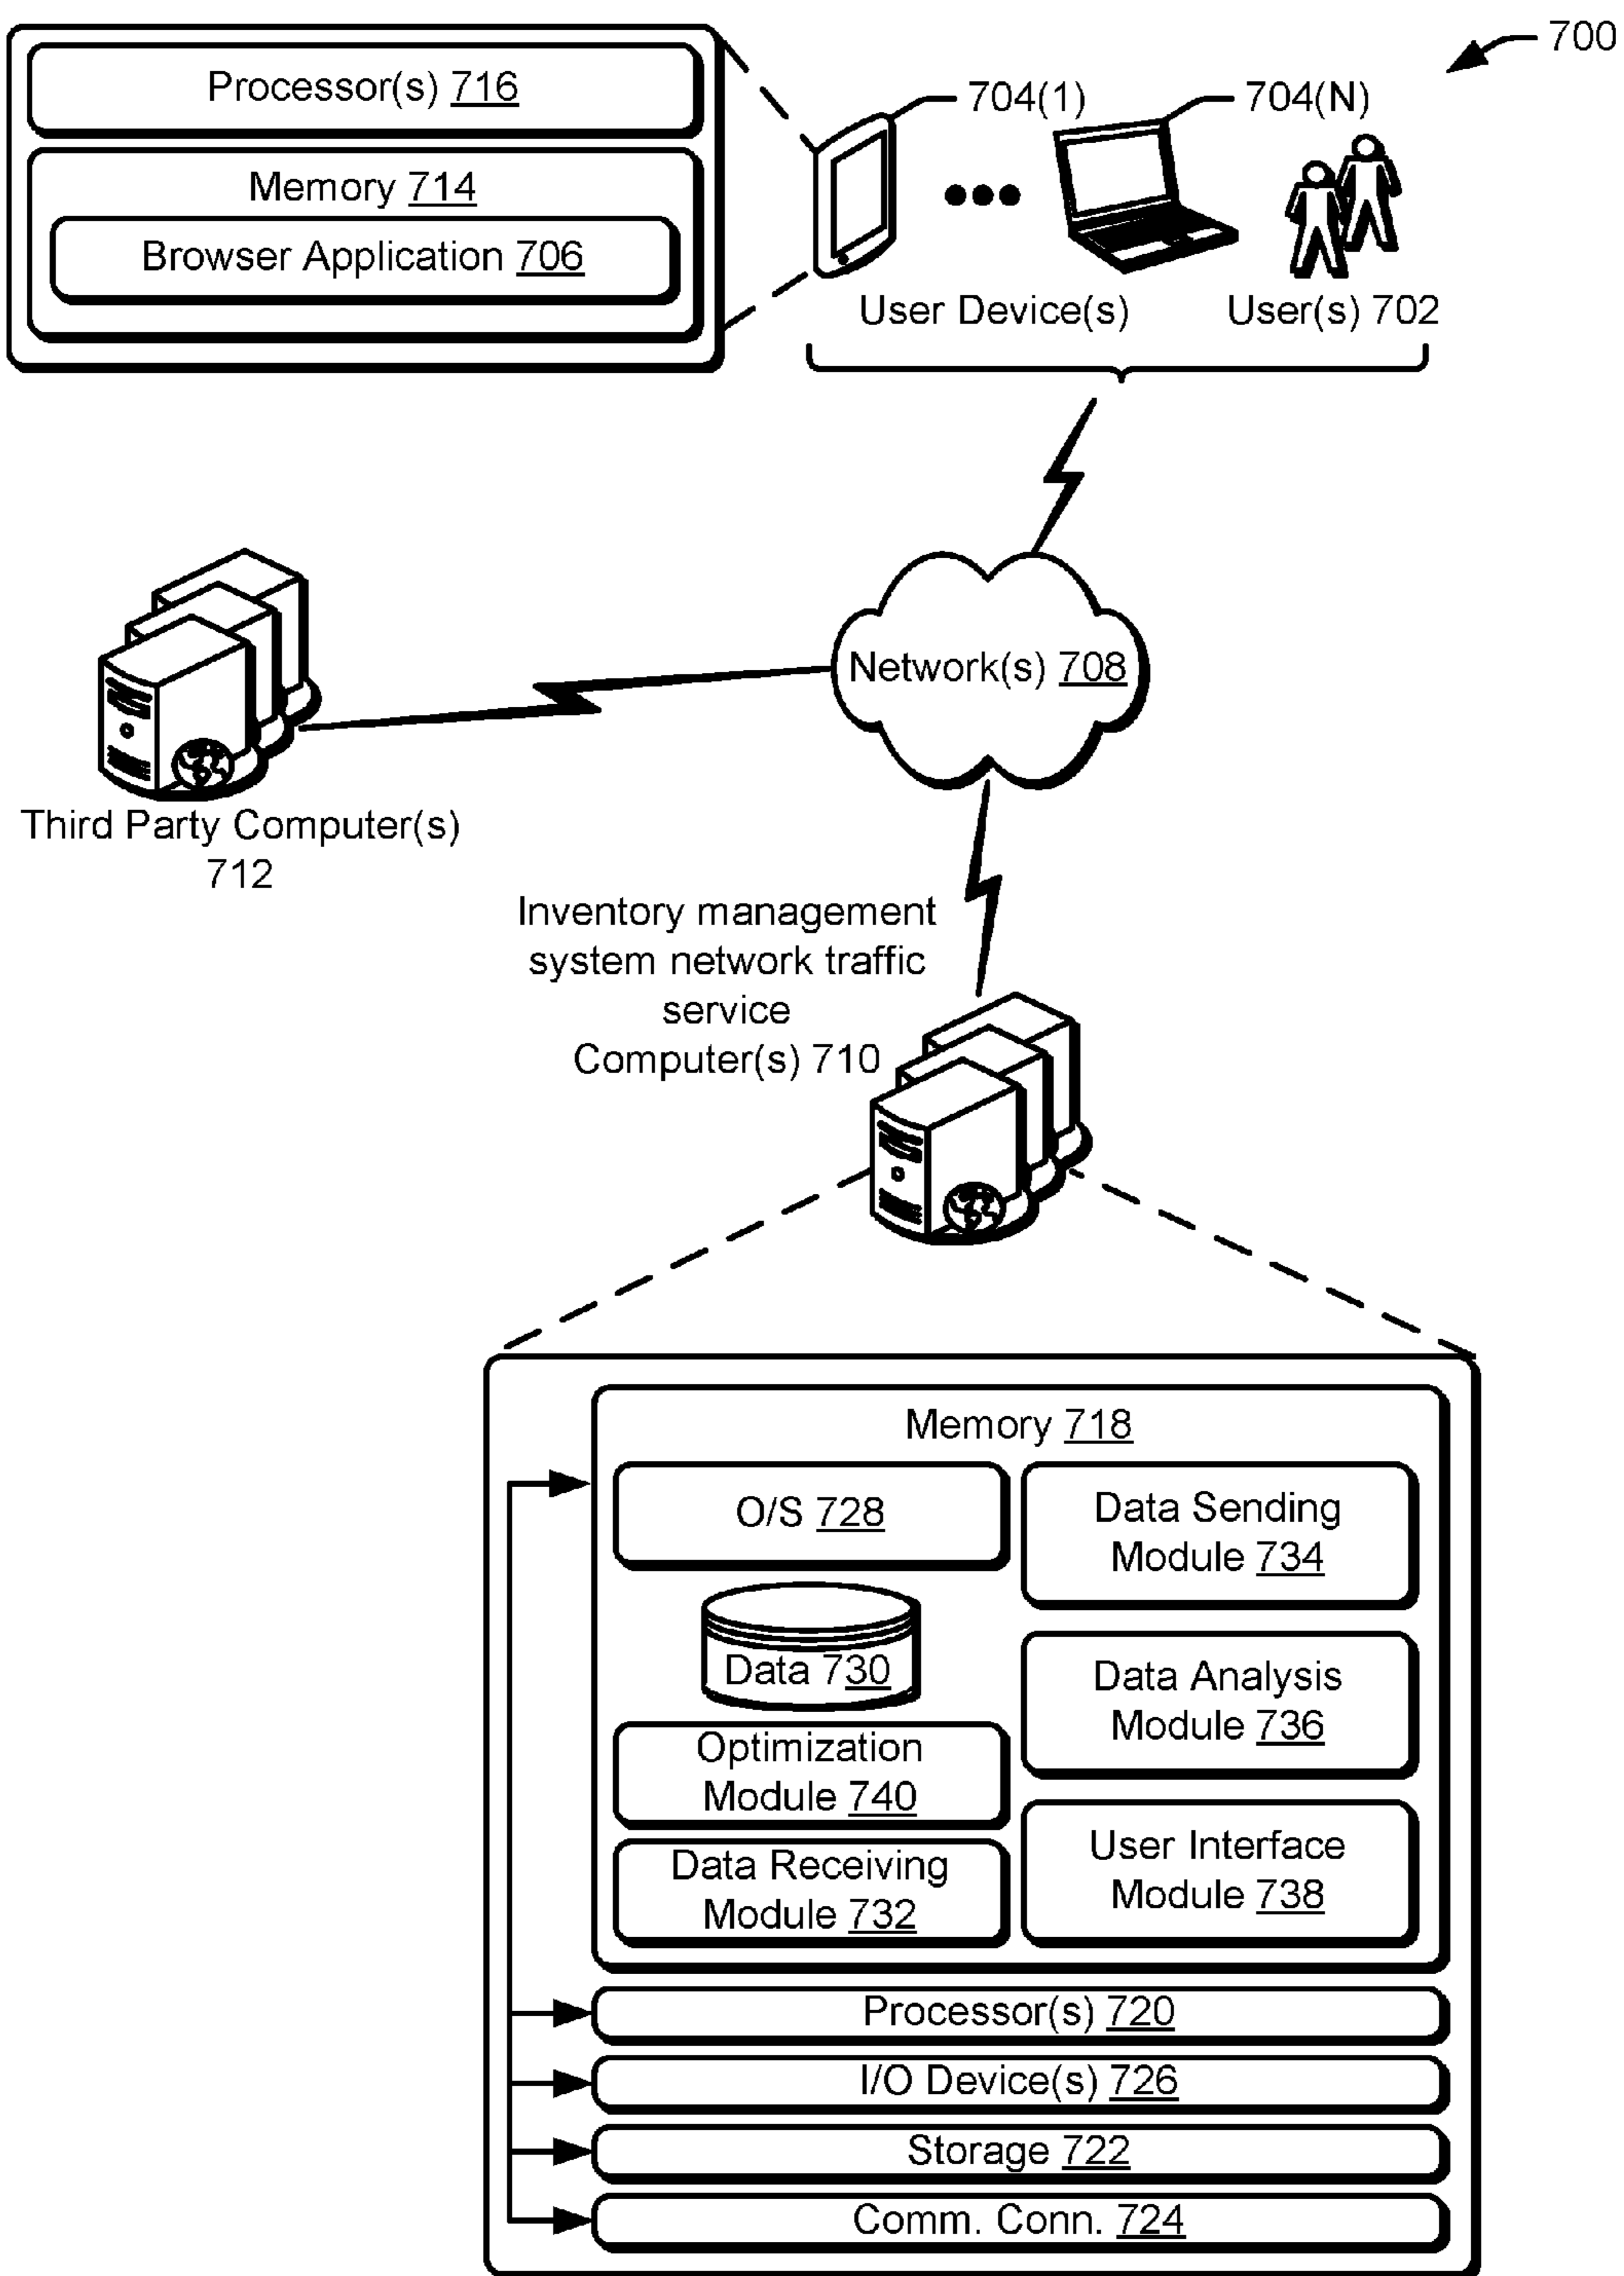 700
Processor(s) 716
Memory 714
Browser Application 706
704(1)
704(N)
User Device(s)
User(s) 702
Network(s) 708
Third Party Computer(s)
712
Inventory management
system network traffic
service
Computer(s) 710
Memory 718
O/S 728
Data 730
Optimization
Module 740
Data Receiving
Module 732
Data Sending
Module 734
Data Analysis
Module 736
User Interface
Module 738
Processor(s) 720
I/O Device(s) 726
Storage 722
Comm. Conn. 724